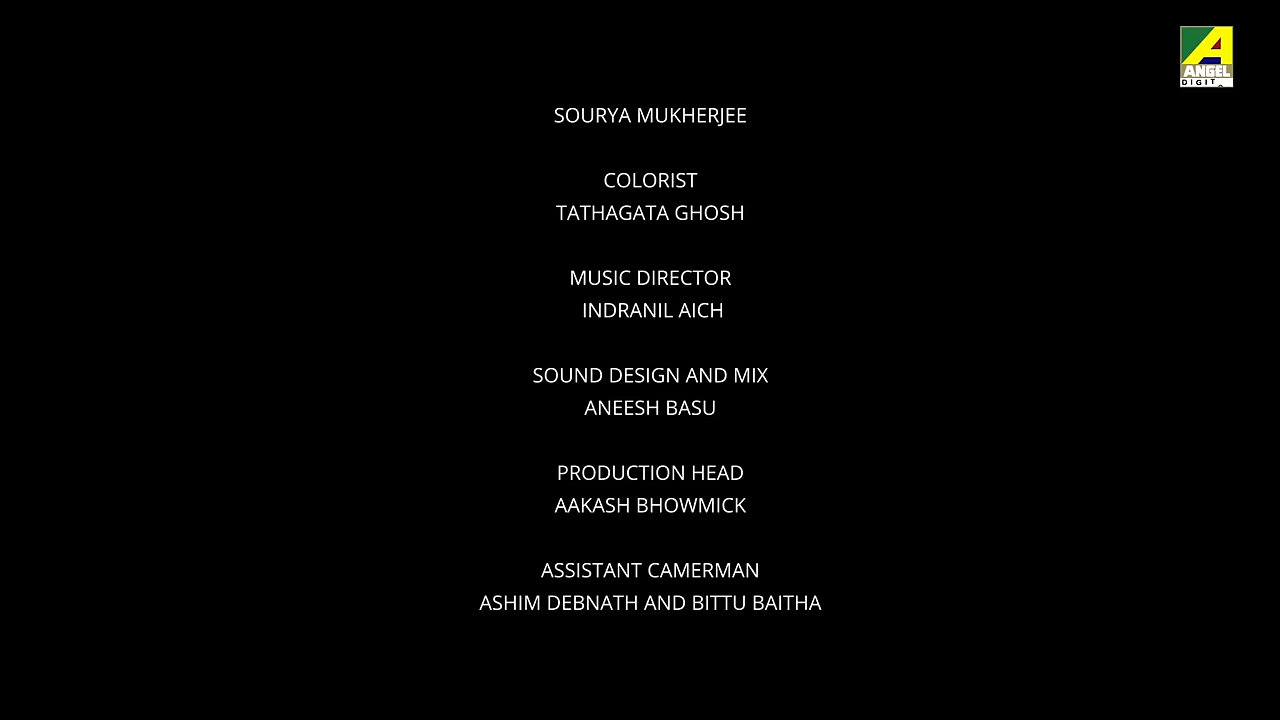 A
ANGEL
DIGIT
SOURYA MUKHERJEE
COLORIST
TATHAGATA GHOSH
MUSIC DIRECTOR
INDRANIL AICH
SOUND DESIGN AND MIX
ANEESH BASU
PRODUCTION HEAD
AAKASH BHOWMICK
ASSISTANT CAMERMAN
ASHIM DEBNATH AND BITTU BAITHA